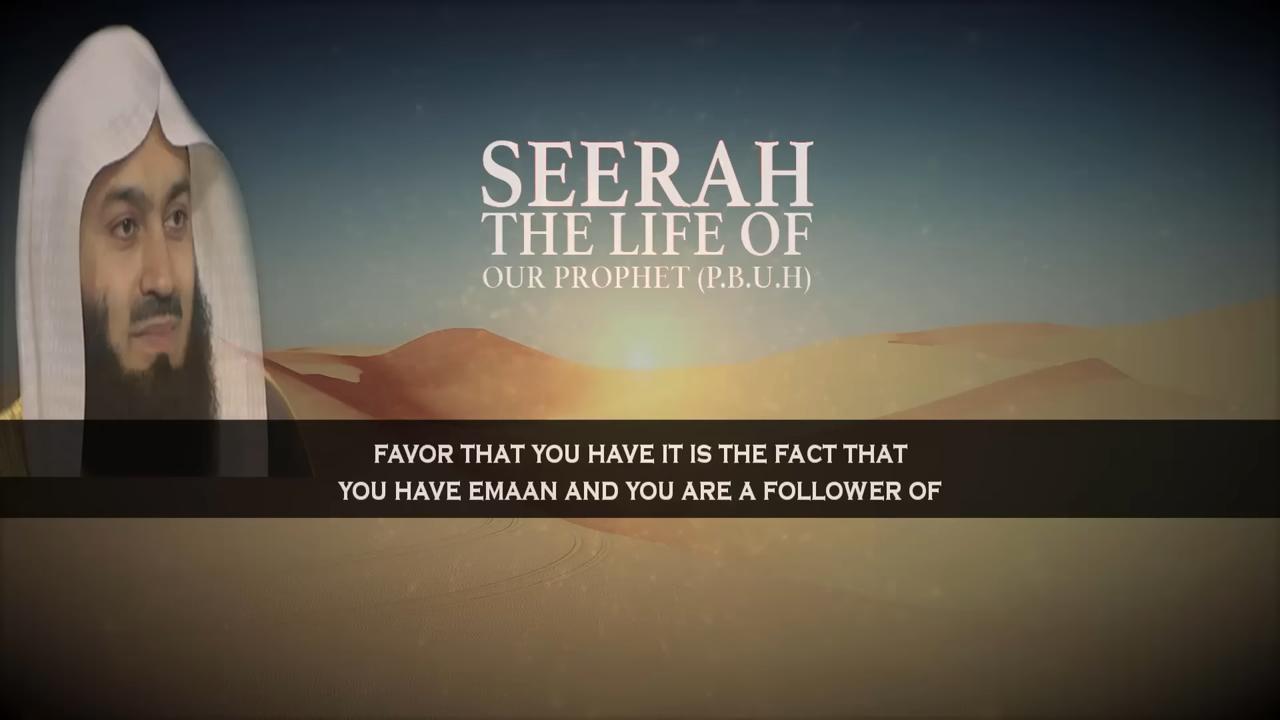 SEERAH
THE LIFE OF
OUR PROPHET (P.B.U.H)
FAVOR THAT YOU HAVE IT IS THE FACT THAT
YOU HAVE EMAAN AND YOU ARE A FOLLOWER OF